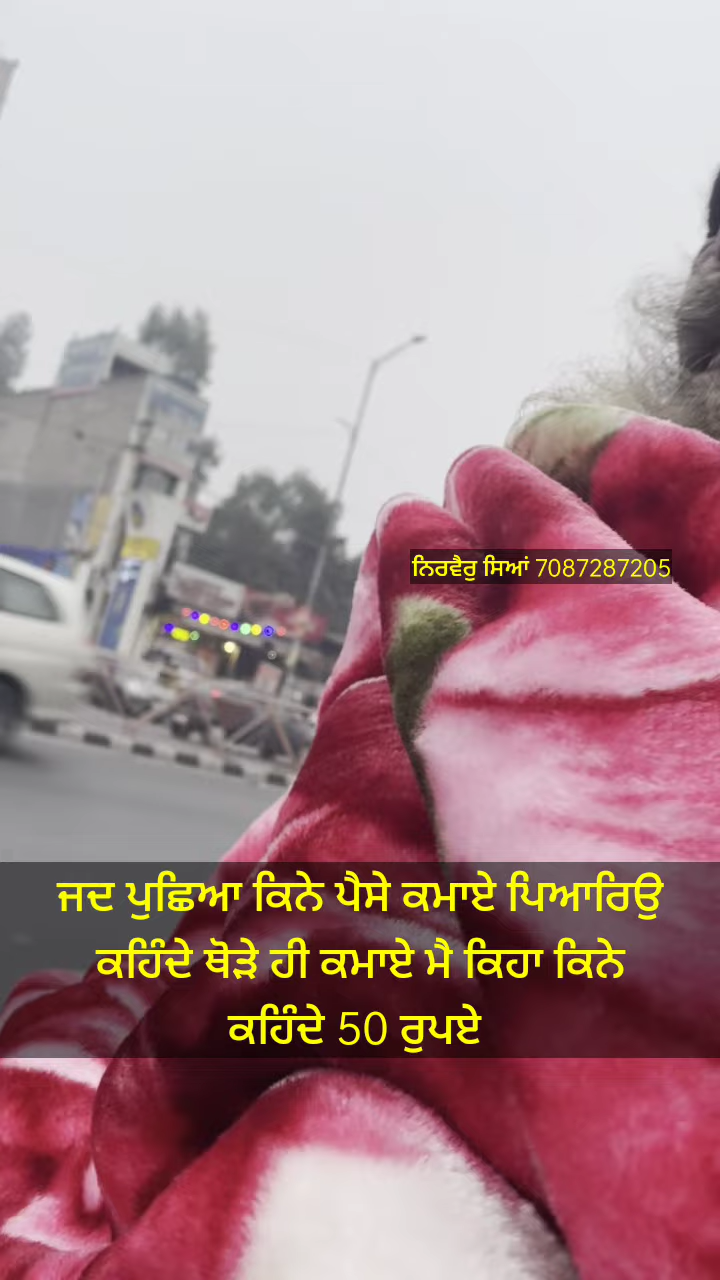 ਨਿਰਵੈਰੁ ਸਿਆਂ 7087287205
ਜਦ ਪੁਛਿਆ ਕਿਨੇ ਪੈਸੇ ਕਮਾਏ ਪਿਆਰਿਉ
ਕਹਿੰਦੇ ਥੋੜੇ ਹੀ ਕਮਾਏ ਮੈ ਕਿਹਾ ਕਿਨੇ
ਕਹਿੰਦੇ 50 ਰੁਪਏ